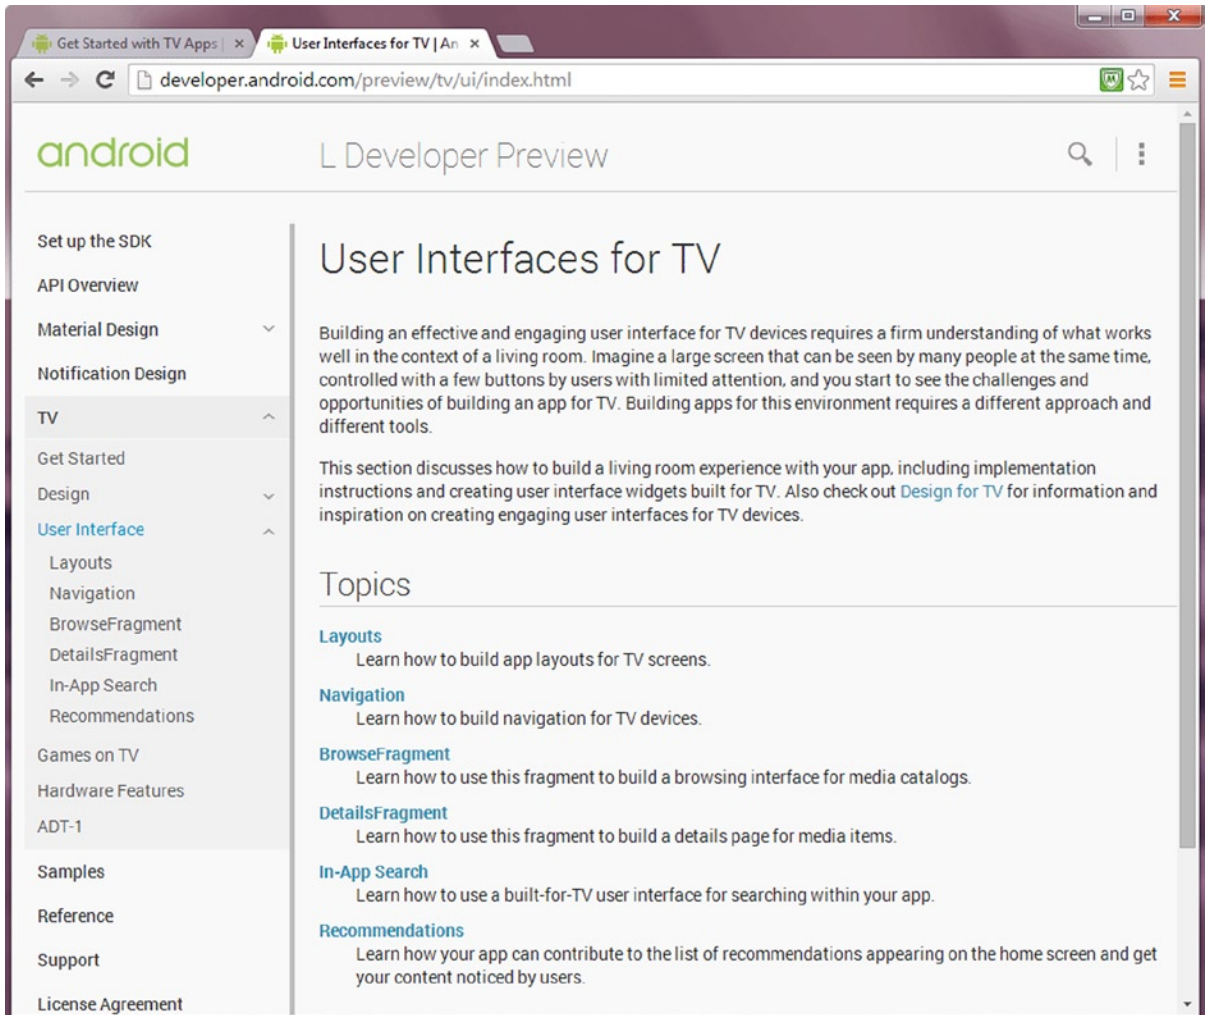 Get Started with TV Apps |
User Interfaces for TV | An
developer.android.com/preview/tv/ui/index.html
android
L Developer Preview
Set up the SDK
API Overview
Material Design
Notification Design
TV
Get Started
Design
User Interface
Layouts
Navigation
BrowseFragment
DetailsFragment
In-App Search
Recommendations
Games on TV
Hardware Features
ADT-1
Samples
Reference
Support
License Agreement
User Interfaces for TV
Building an effective and engaging user interface for TV devices requires a firm understanding of what works
well in the context of a living room. Imagine a large screen that can be seen by many people at the same time,
controlled with a few buttons by users with limited attention, and you start to see the challenges and
opportunities of building an app for TV. Building apps for this environment requires a different approach and
different tools.
This section discusses how to build a living room experience with your app, including implementation
instructions and creating user interface widgets built for TV. Also check out Design for TV for information and
inspiration on creating engaging user interfaces for TV devices.
Topics
Layouts
Learn how to build app layouts for TV screens.
Navigation
Learn how to build navigation for TV devices.
BrowseFragment
Learn how to use this fragment to build a browsing interface for media catalogs.
DetailsFragment
Learn how to use this fragment to build a details page for media items.
In-App Search
Learn how to use a built-for-TV user interface for searching within your app.
Recommendations
Learn how your app can contribute to the list of recommendations appearing on the home screen and get
your content noticed by users.